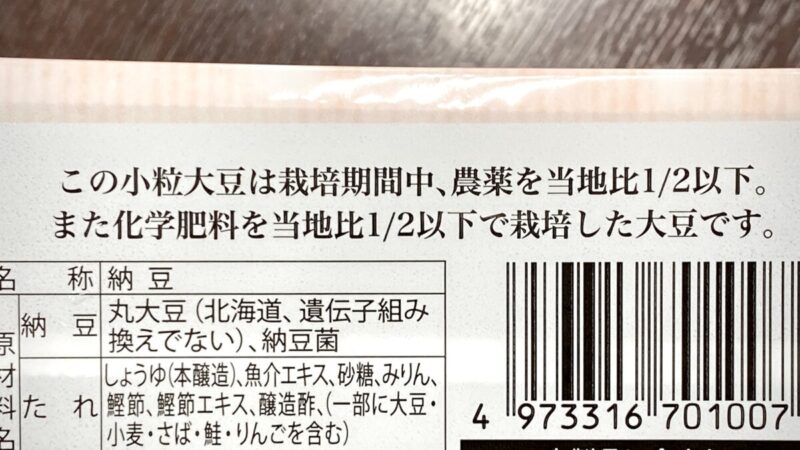 この小粒大豆は栽培期間中、農薬を当地比1/2以下。
また化学肥料を当地比1/2以下で栽培した大豆です。
名 称 納 豆
原材料名
納 豆 丸大豆（北海道、遺伝子組み
換えでない）、納豆菌
たれ しょうゆ(本醸造)、魚介エキス、砂糖、みりん、
鰹節、鰹節エキス、醸造酢、(一部に大豆・
小麦・さば・鮭・りんごを含む)
4 973316 701007